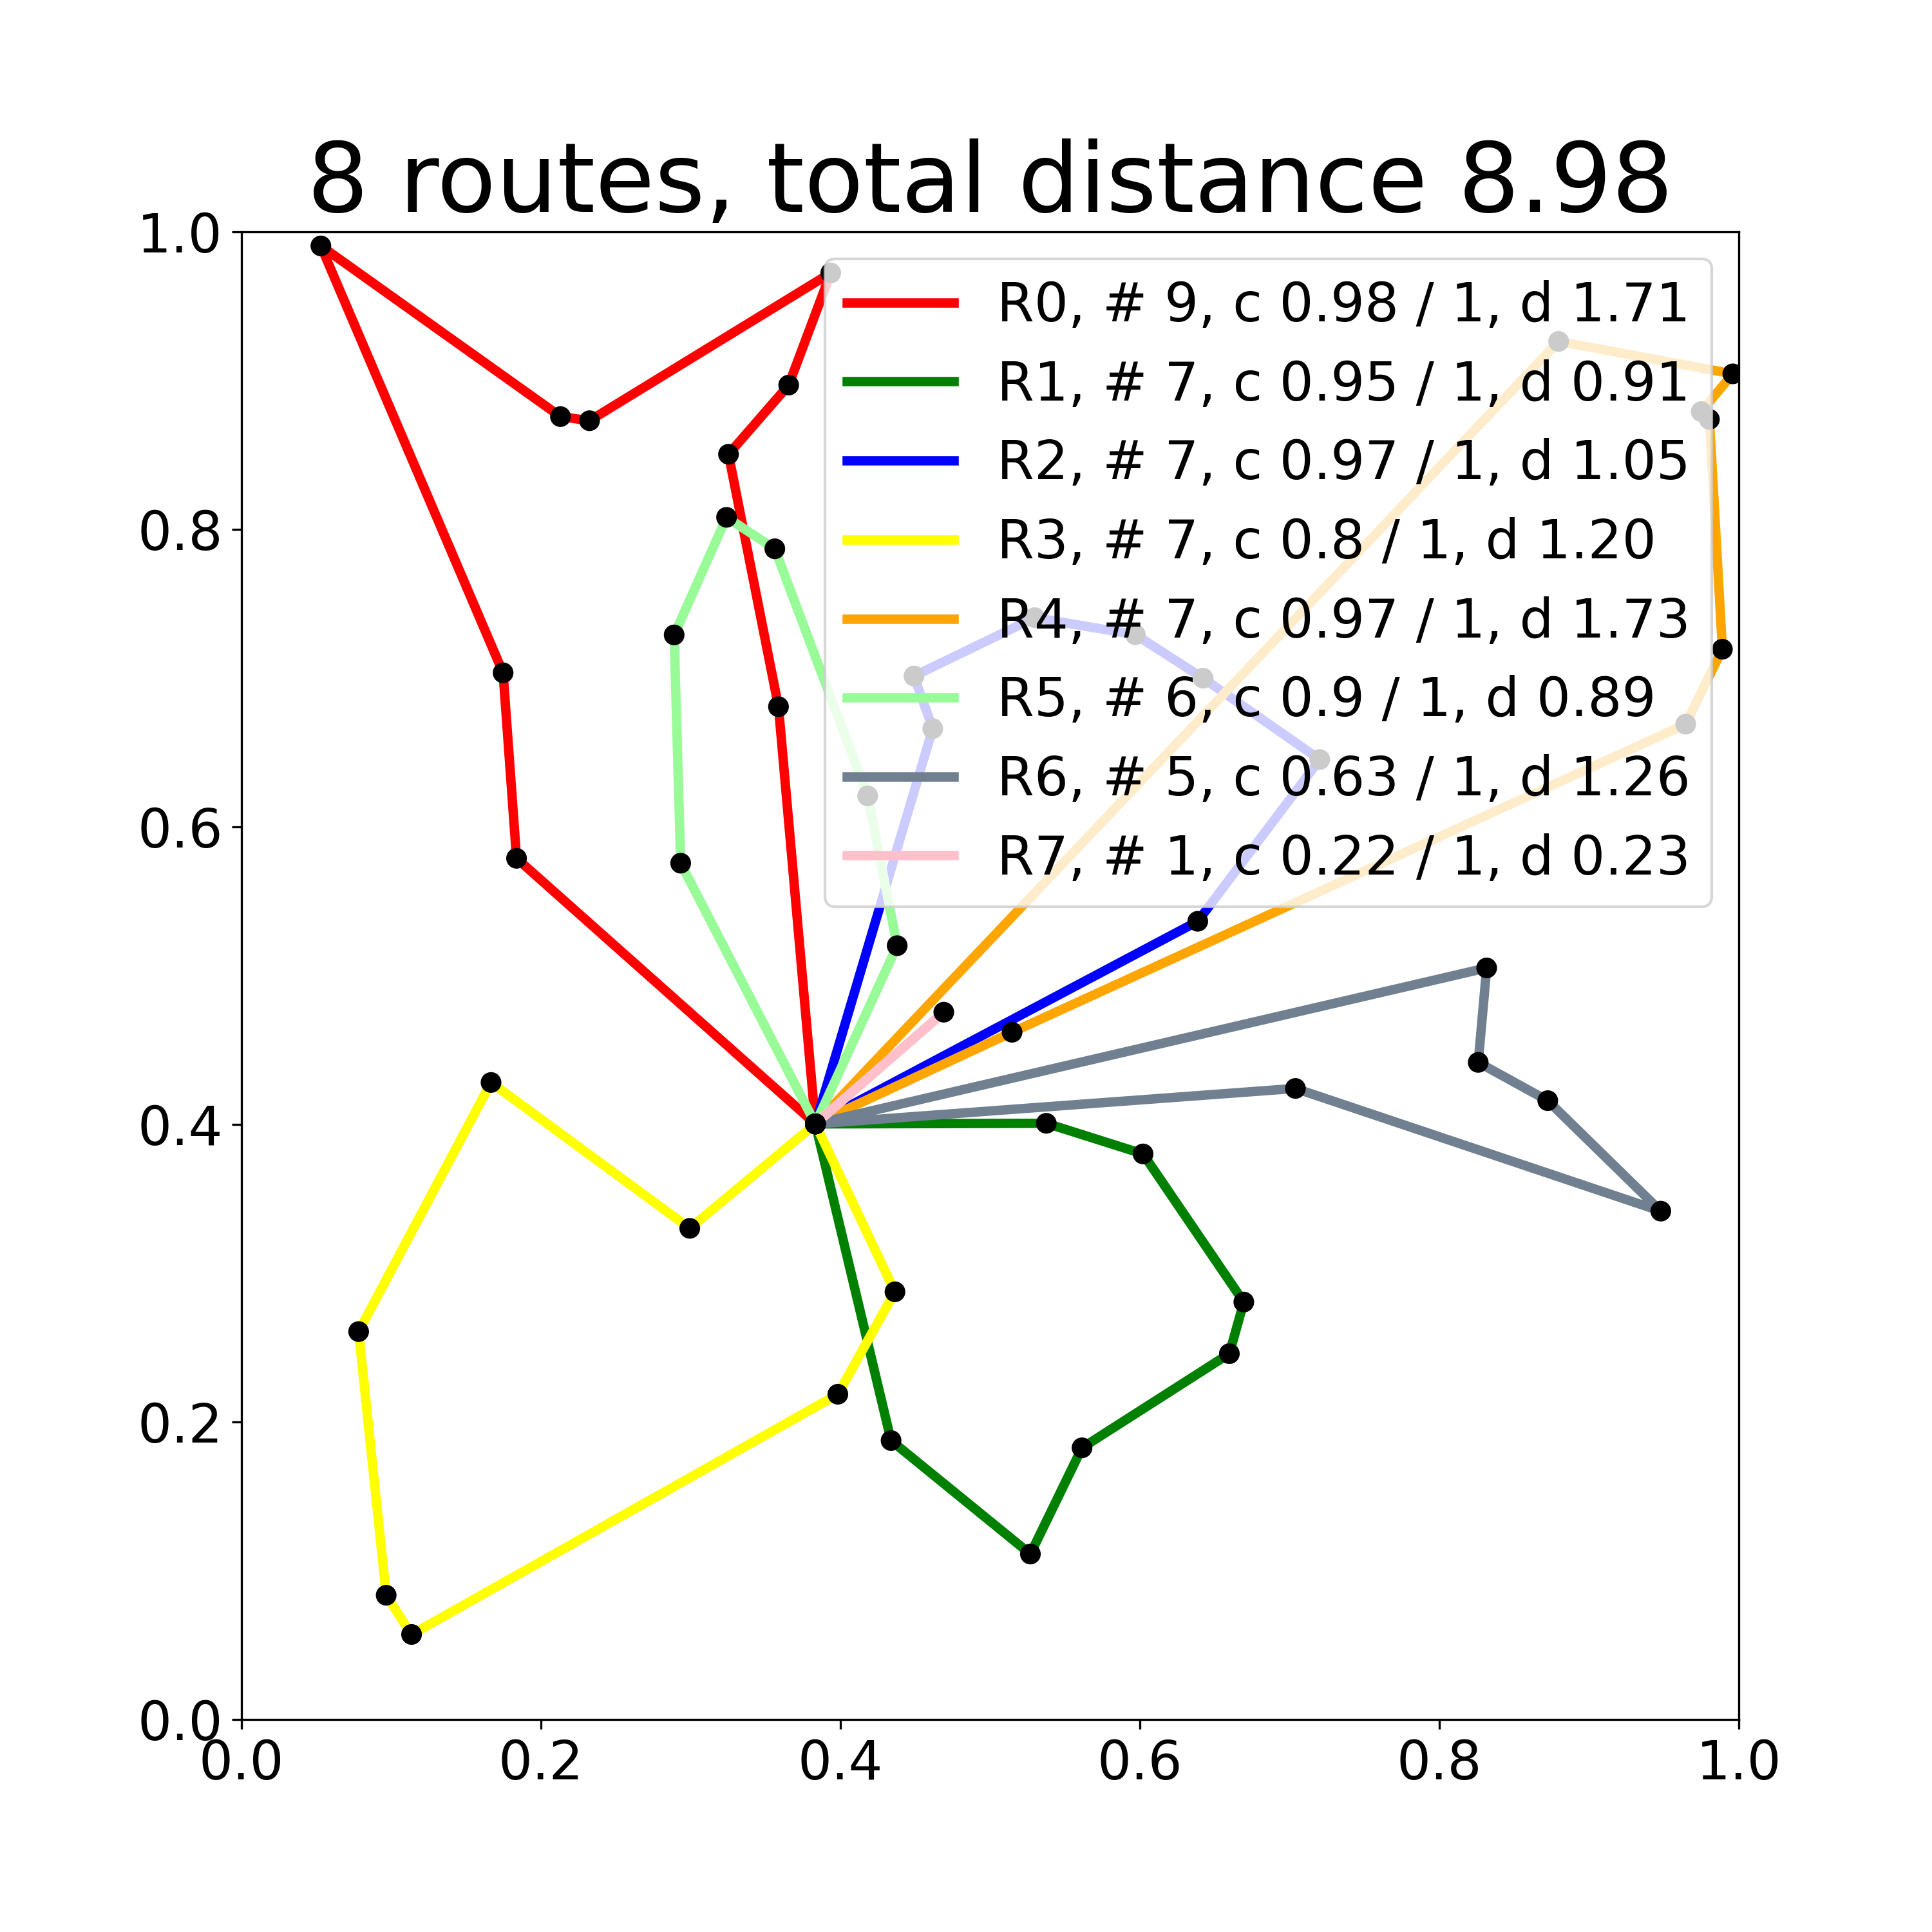 8 routes, total distance 8.98
1.0
0.8
0.6
0.4
0.2
0.0
R0, # 9, c 0.98 / 1, d 1.71
R1, # 7, c 0.95 / 1, d 0.91
R2, # 7, c 0.97 / 1, d 1.05
R3, # 7, c 0.8 / 1, d 1.20
R4, # 7, c 0.97 / 1, d 1.73
R5, # 6, c 0.9 / 1, d 0.89
R6, # 5, c 0.63 / 1, d 1.26
R7, # 1, c 0.22 / 1, d 0.23
0.0 0.2 0.4 0.6 0.8 1.0